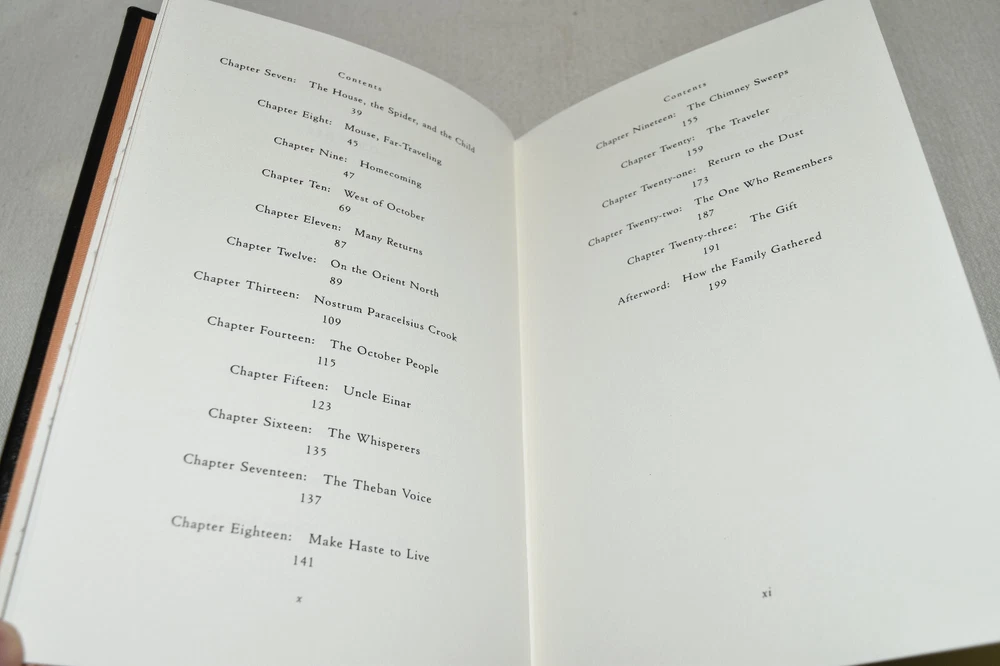 Contents
Chapter Seven: The House, the Spider, and the Child
39
Chapter Eight: Mouse, Far-Traveling
45
Chapter Nine: Homecoming
47
Chapter Ten: West of October
69
Chapter Eleven: Many Returns
87
Chapter Twelve: On the Orient North
89
Chapter Thirteen: Nostrum Paracelsius Crook
109
Chapter Fourteen: The October People
115
Chapter Fifteen: Uncle Einar
123
Chapter Sixteen: The Whisperers
135
Chapter Seventeen: The Theban Voice
137
Chapter Eighteen: Make Haste to Live
141
x
Contents
Chapter Nineteen: The Chimney Sweeps
155
Chapter Twenty: The Traveler
159
Chapter Twenty-one: Return to the Dust
173
Chapter Twenty-two: The One Who Remembers
187
Chapter Twenty-three: The Gift
191
Afterword: How the Family Gathered
199
xi